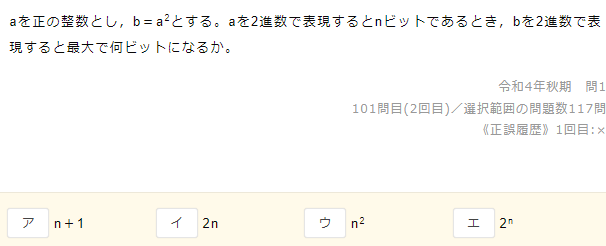 aを正の整数とし，b＝a²とする。aを2進数で表現するとnビットであるとき，bを2進数で表
現すると最大で何ビットになるか。
令和4年秋期　問1
101問目(2回目)／選択範囲の問題数117問
《正誤履歴》1回目:×
ア n＋1 イ 2n ウ n² エ 2ⁿ